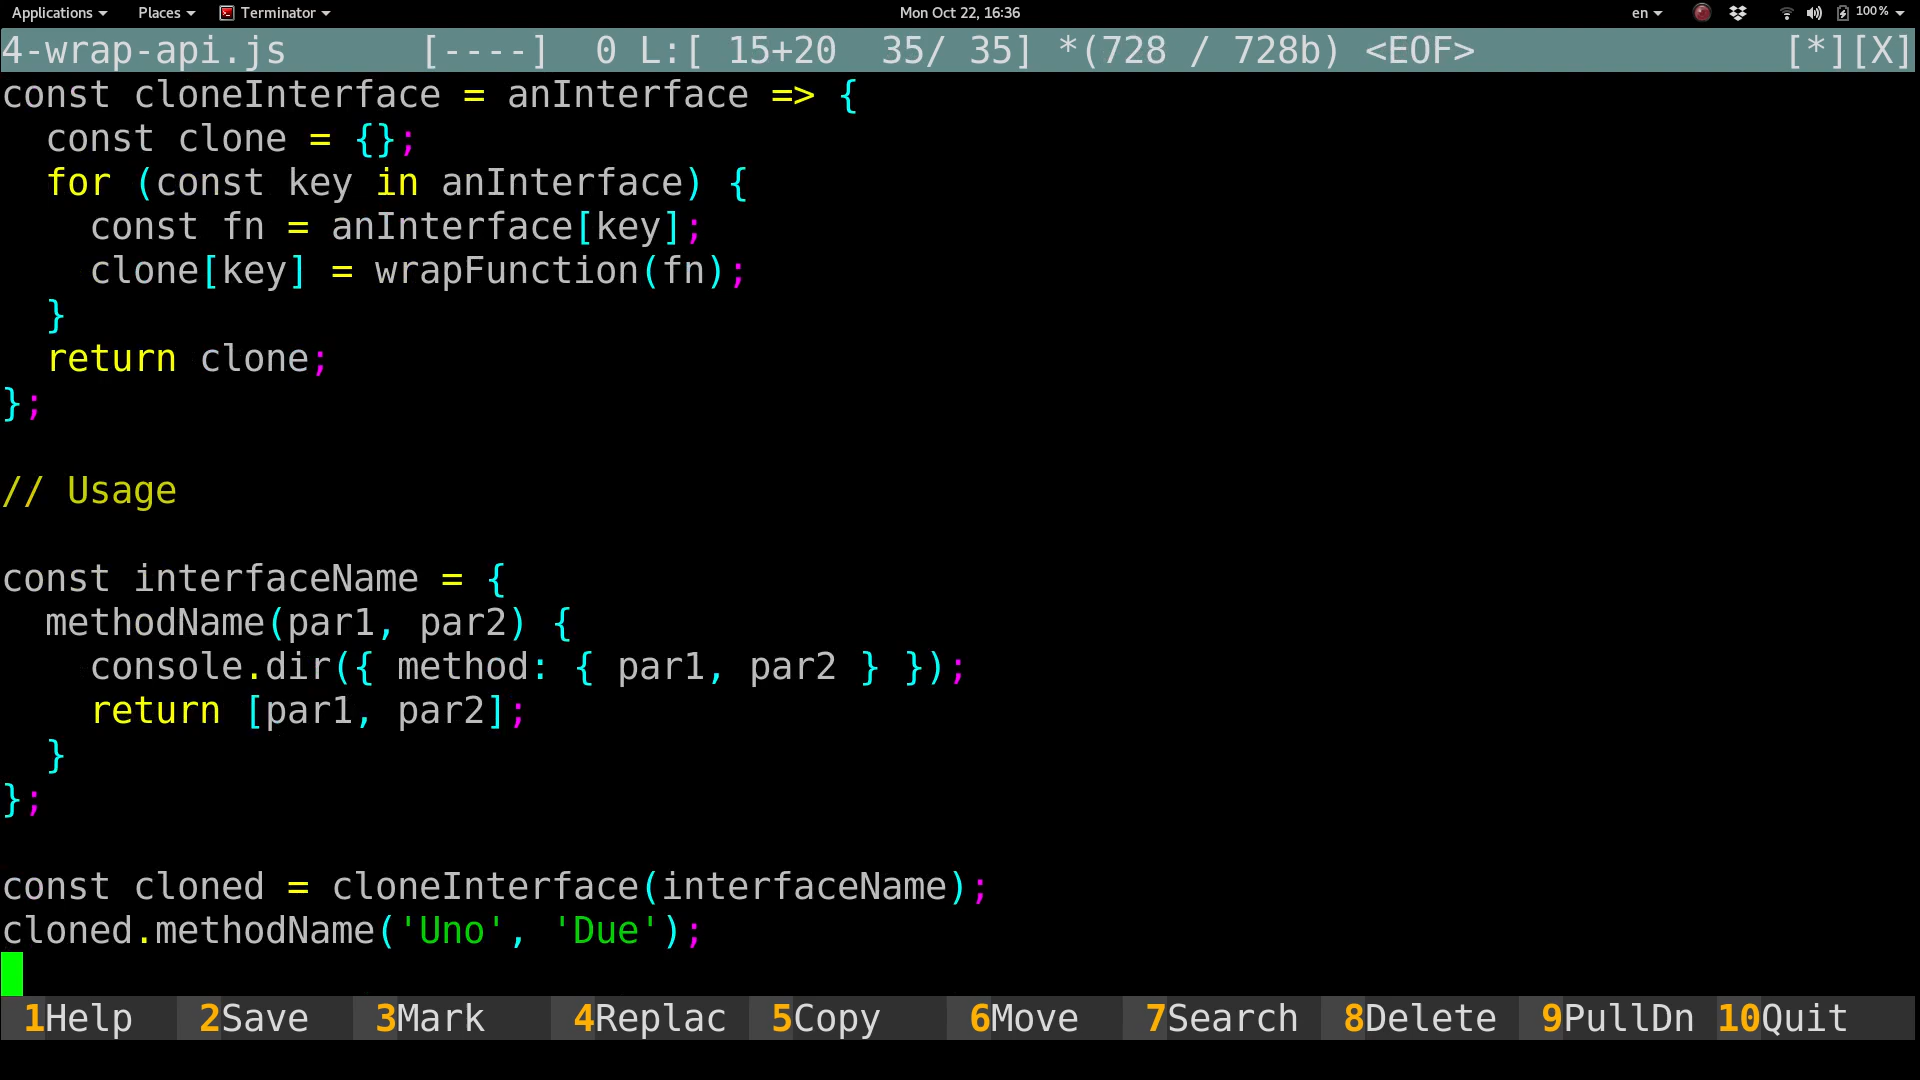 Applications Places Terminator Mon Oct 22, 16:36 en 100%
4-wrap-api.js [----] 0 L:[ 15+20 35/ 35] *(728 / 728b) <EOF> [*][X]
const cloneInterface = anInterface => {
  const clone = {};
  for (const key in anInterface) {
    const fn = anInterface[key];
    clone[key] = wrapFunction(fn);
  }
  return clone;
};
// Usage
const interfaceName = {
  methodName(par1, par2) {
    console.dir({ method: { par1, par2 } });
    return [par1, par2];
  }
};
const cloned = cloneInterface(interfaceName);
cloned.methodName('Uno', 'Due');
1Help 2Save 3Mark 4Replac 5Copy 6Move 7Search 8Delete 9PullDn 10Quit